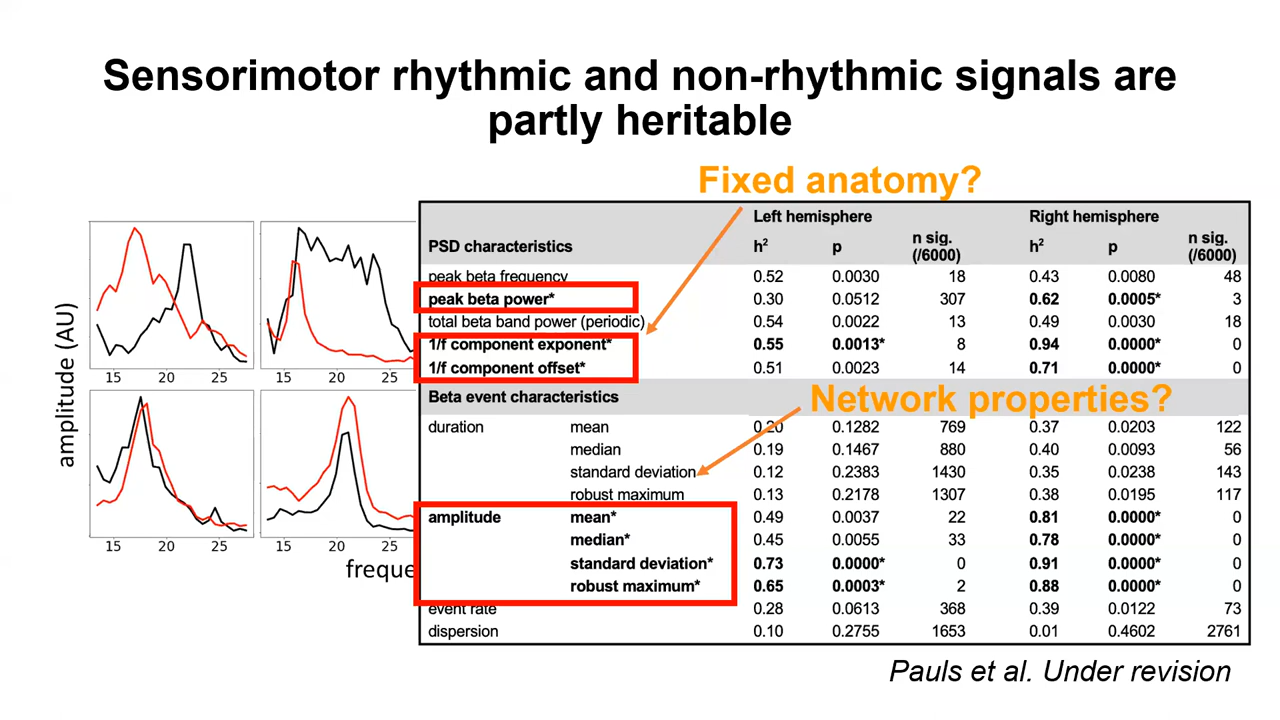 Sensorimotor rhythmic and non-rhythmic signals are
partly heritable
Fixed anatomy?
amplitude (AU)
15 20 25
15 20 25
15 20 25
15 20 25
freque
Left hemisphere Right hemisphere
PSD characteristics h² p n sig. (/6000) h² p n sig. (/6000)
peak beta frequency 0.52 0.0030 18 0.43 0.0080 48
peak beta power* 0.30 0.0512 307 0.62 0.0005* 3
total beta band power (periodic) 0.54 0.0022 13 0.49 0.0030 18
1/f component exponent* 0.55 0.0013* 8 0.94 0.0000* 0
1/f component offset* 0.51 0.0023 14 0.71 0.0000* 0
Beta event characteristics
Network properties?
duration mean 0.20 0.1282 769 0.37 0.0203 122
median 0.19 0.1467 880 0.40 0.0093 56
standard deviation 0.12 0.2383 1430 0.35 0.0238 143
robust maximum 0.13 0.2178 1307 0.38 0.0195 117
amplitude mean* 0.49 0.0037 22 0.81 0.0000* 0
median* 0.45 0.0055 33 0.78 0.0000* 0
standard deviation* 0.73 0.0000* 0 0.91 0.0000* 0
robust maximum* 0.65 0.0003* 2 0.88 0.0000* 0
event rate 0.28 0.0613 368 0.39 0.0122 73
dispersion 0.10 0.2755 1653 0.01 0.4602 2761
Pauls et al. Under revision